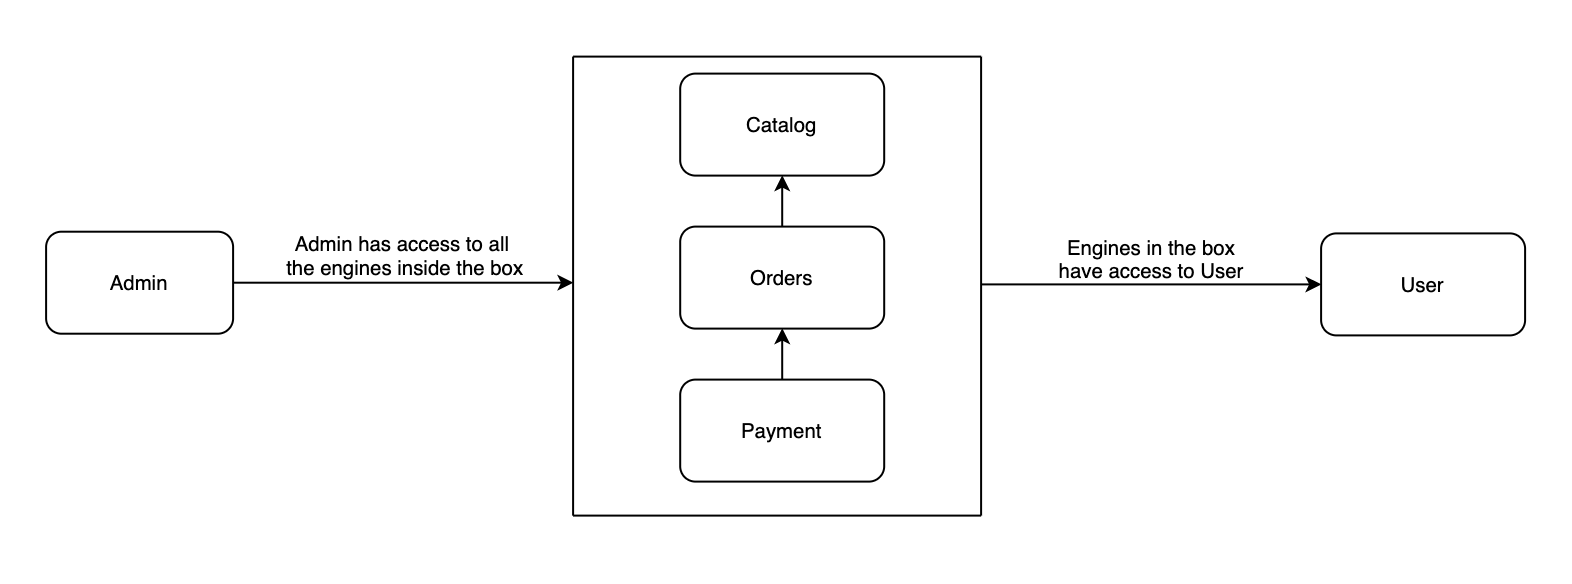 Catalog
Admin has access to all
the engines inside the box
Admin
Orders
Engines in the box
have access to User
User
Payment